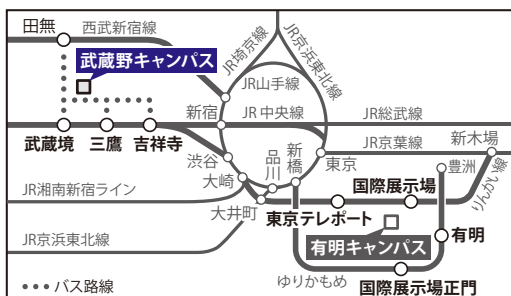 田無
西武新宿線
武蔵野キャンパス
JR埼京線
JR京浜東北線
JR山手線
新宿
JR中央線
JR総武線
武蔵境
三鷹
吉祥寺
渋谷
品川
新橋
東京
JR京葉線
新木場
大崎
豊洲
りんかい線
JR湘南新宿ライン
大井町
国際展示場
東京テレポート
有明キャンパス
有明
JR京浜東北線
ゆりかもめ
国際展示場正門
バス路線